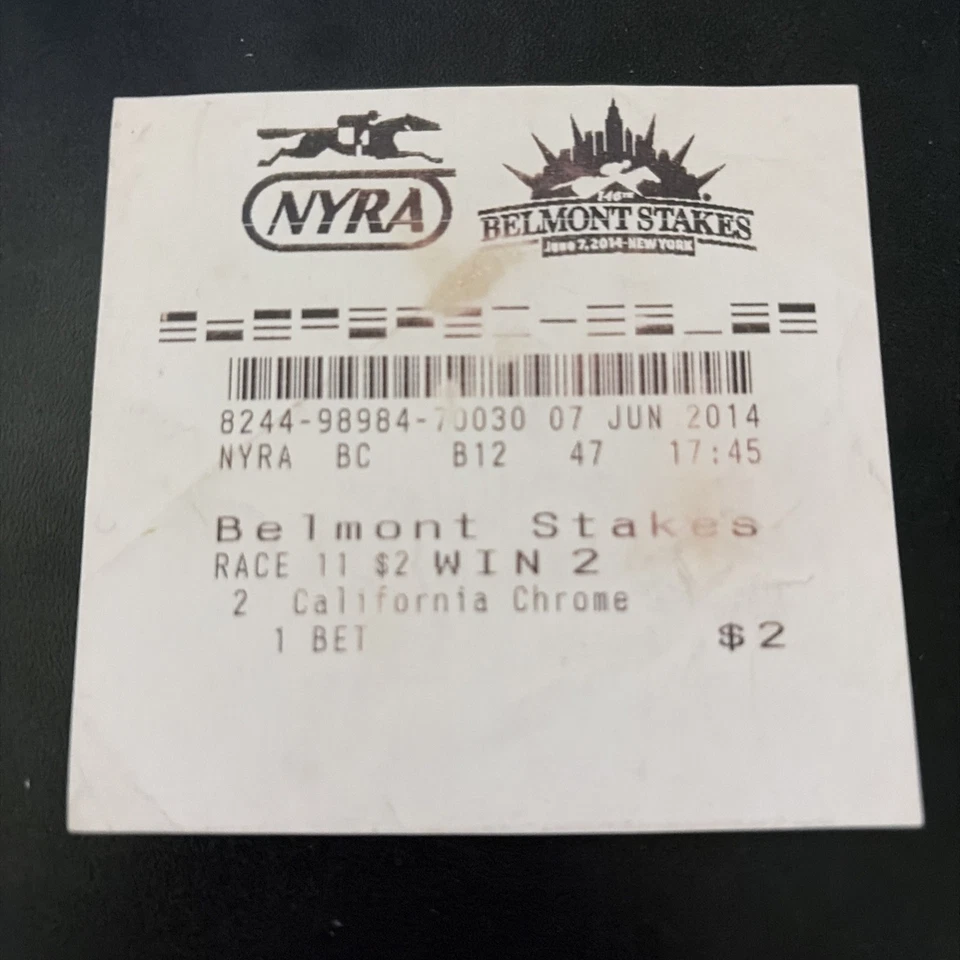 NYRA
146TH
BELMONT STAKES
June 7, 2014-NEW YORK
8244-98984-70030 07 JUN 2014
NYRA BC B12 47 17:45
Belmont Stakes
RACE 11 $2 WIN 2
2 California Chrome
1 BET $2